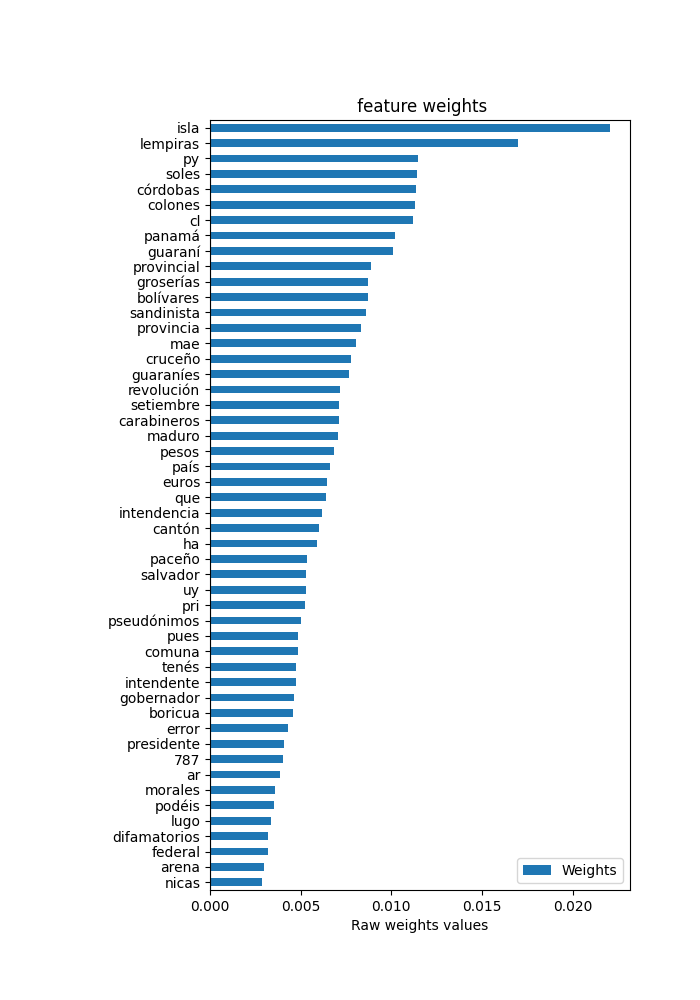 feature weights
isla
lempiras
py
soles
córdobas
colones
cl
panamá
guaraní
provincial
groserías
bolívares
sandinista
provincia
mae
cruceño
guaraníes
revolución
setiembre
carabineros
maduro
pesos
país
euros
que
intendencia
cantón
ha
paceño
salvador
uy
pri
pseudónimos
pues
comuna
tenés
intendente
gobernador
boricua
error
presidente
787
ar
morales
podéis
lugo
difamatorios
federal
arena
nicas
Weights
0.000 0.005 0.010 0.015 0.020
Raw weights values